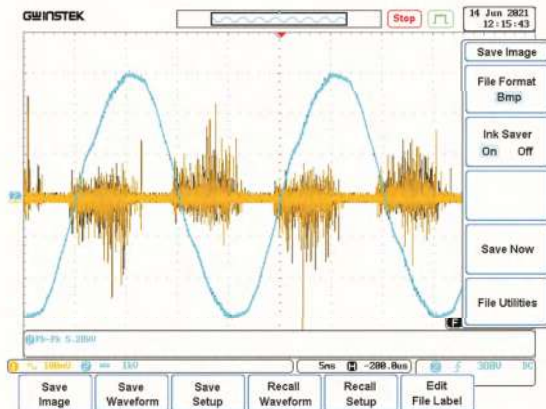 GWINSTEK
Stop
14 Jun 2021
12:15:43
Save Image
File Format
Bmp
Ink Saver
On Off
Save Now
File Utilities
F
Pk-Pk 5.28kV
100mV
1kV
5ms H -200.0us
2 300V DC
Save Image
Save Waveform
Save Setup
Recall Waveform
Recall Setup
Edit File Label